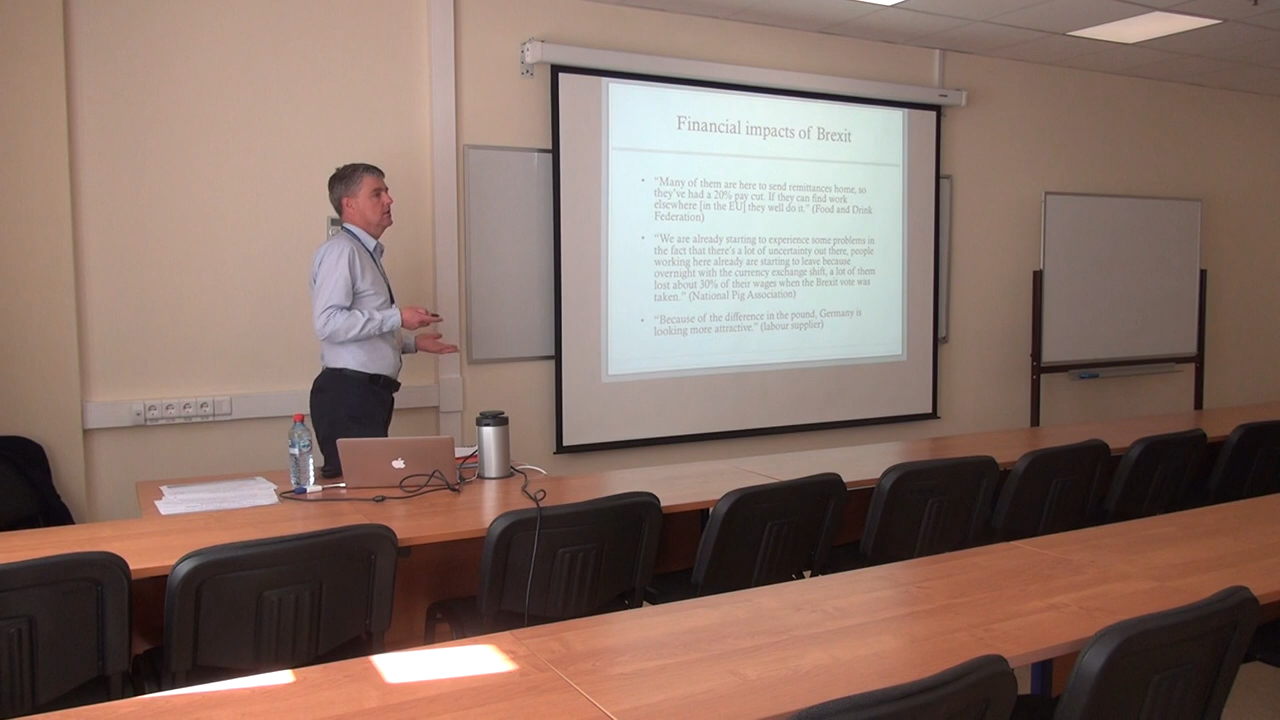 Financial impacts of Brexit
• “Many of them are here to send remittances home, so
they've had a 20% pay cut. If they can find work
elsewhere [in the EU] they well do it.” (Food and Drink
Federation)
• “We are already starting to experience some problems in
the fact that there's a lot of uncertainty out there, people
working here already are starting to leave because
overnight with the currency exchange shift, a lot of them
lost about 30% of their wages when the Brexit vote was
taken.” (National Pig Association)
• “Because of the difference in the pound, Germany is
looking more attractive.” (labour supplier)